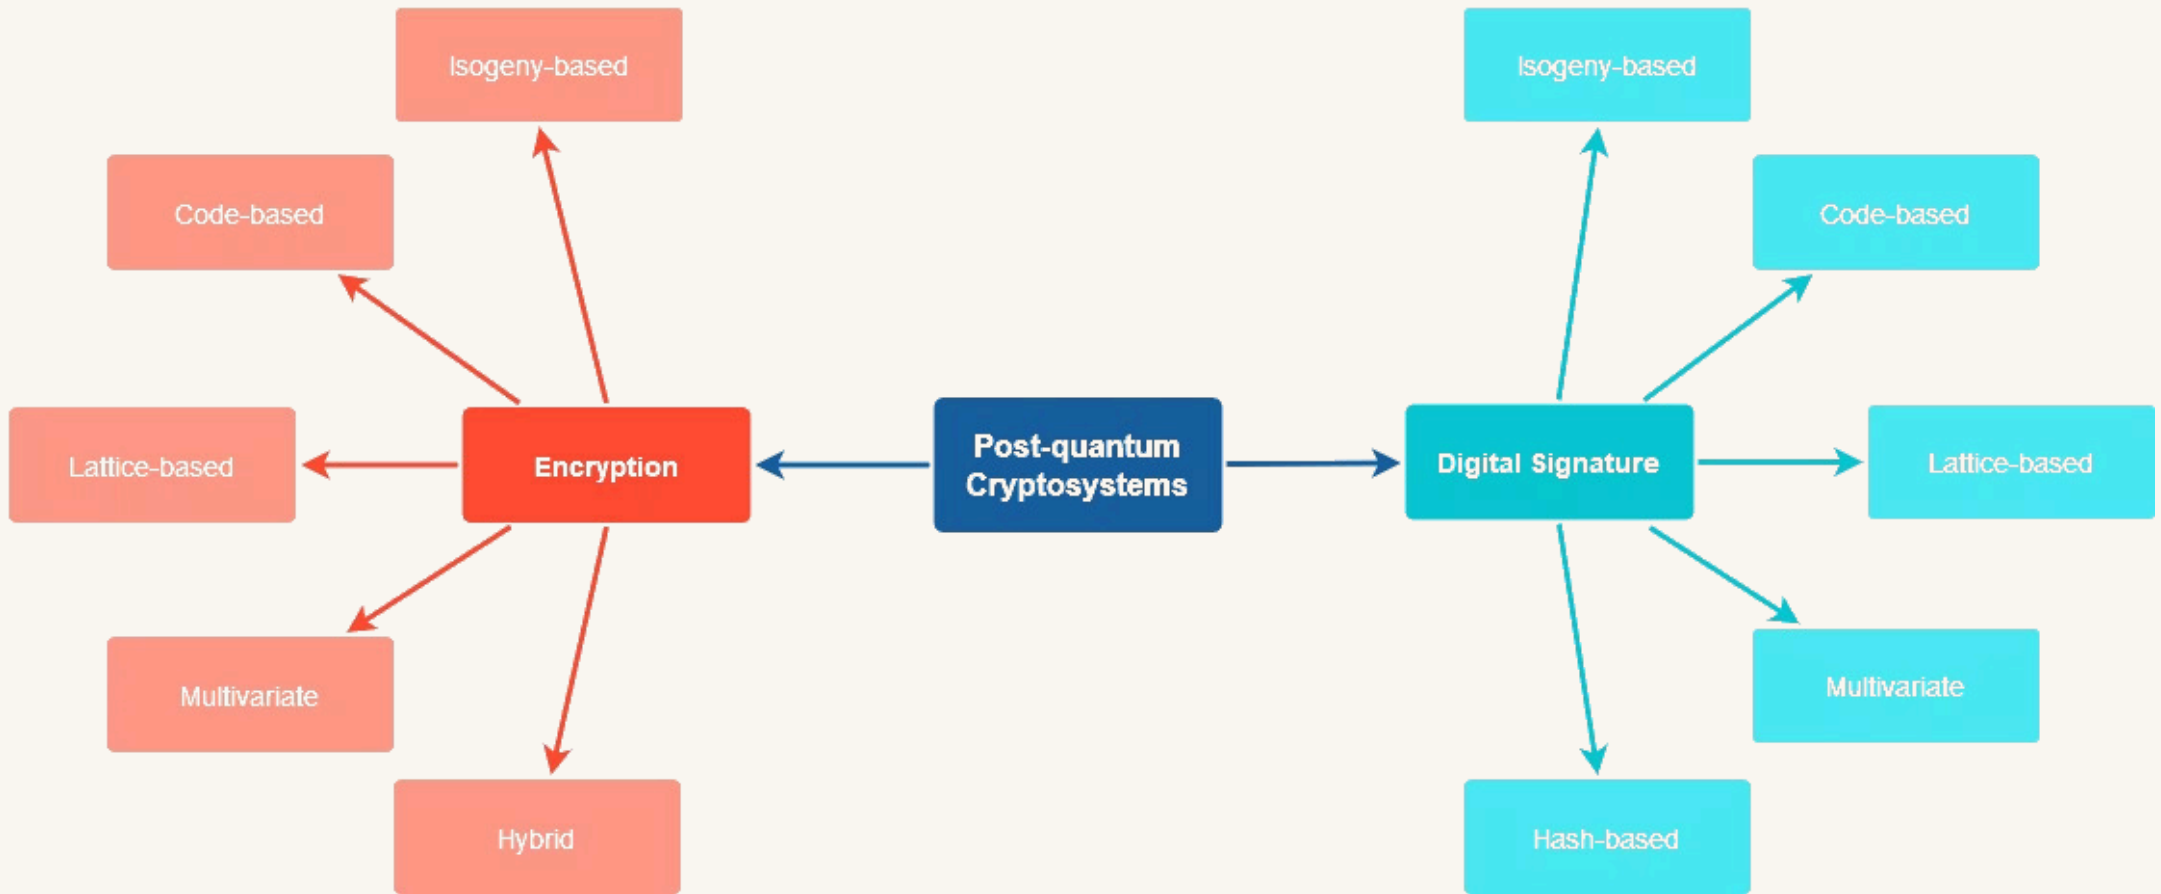 Isogeny-based
Isogeny-based
Code-based
Code-based
Post-quantum
Cryptosystems
Lattice-based
Encryption
Digital Signature
Lattice-based
Multivariate
Multivariate
Hybrid
Hash-based